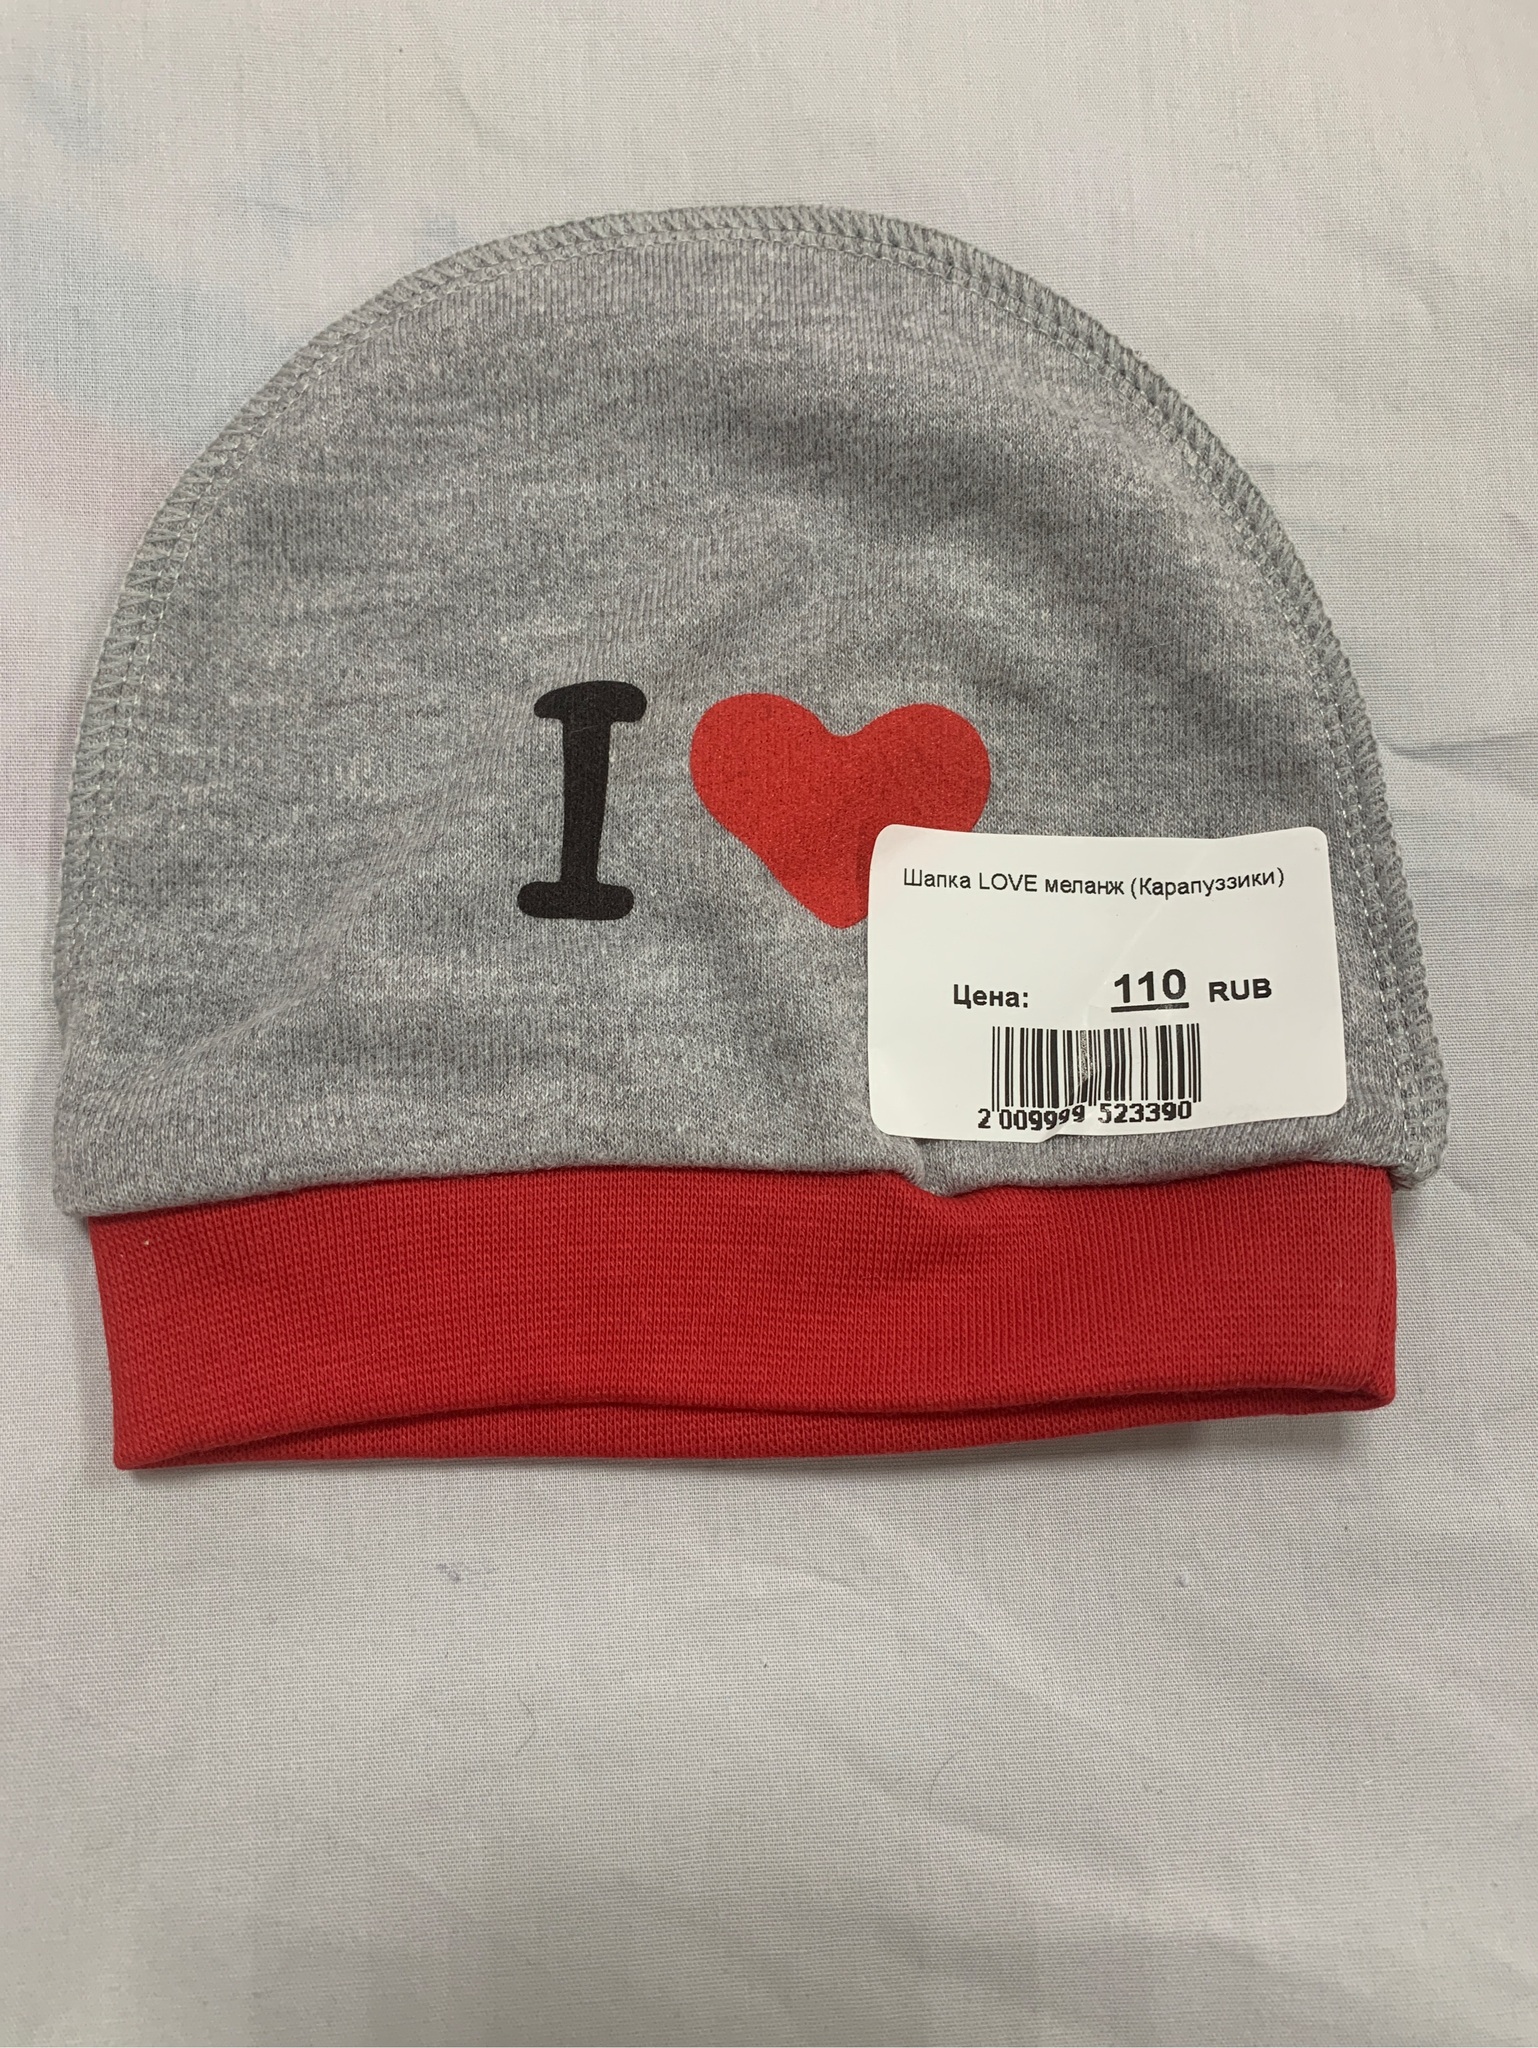 I
Шапка LOVE меланж (Карапуззики)
Цена: 110 RUB
2 009999 523390